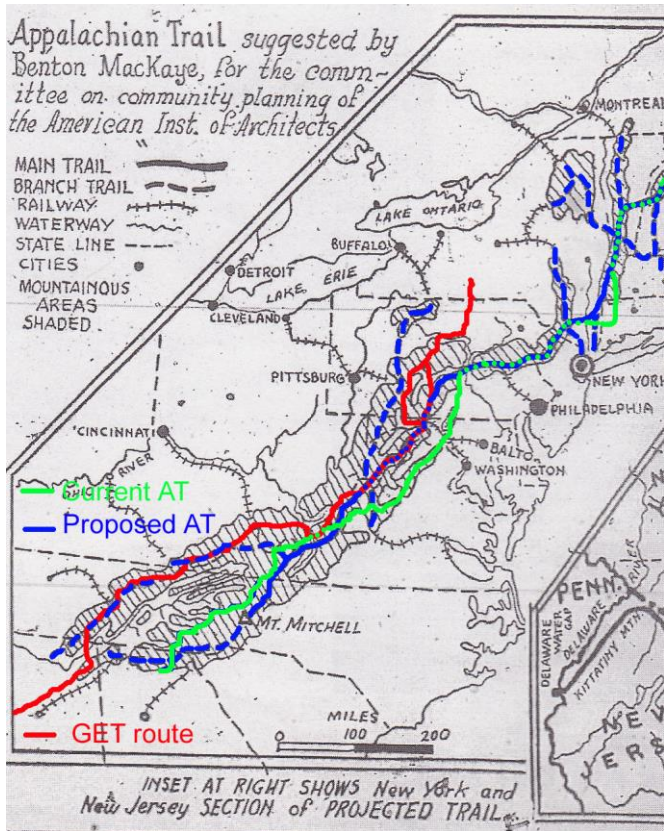 Appalachian Trail suggested by
Benton MacKaye, for the comm-
ittee on community planning of
the American Inst. of Architects
MAIN TRAIL
BRANCH TRAIL
RAILWAY
WATERWAY
STATE LINE
CITIES
MOUNTAINOUS
AREAS
SHADED
MONTREAL
LAKE ONTARIO
BUFFALO
DETROIT
LAKE ERIE
CLEVELAND
PITTSBURG
NEW YORK
PHILADELPHIA
CINCINNATI
BALTO
WASHINGTON
OHIO RIVER
Current AT
Proposed AT
MT. MITCHELL
PENN.
DELAWARE
WATER
GAP
DELAWARE RIVER
KITTATINY MTN.
NEW
JERS
MILES
0 100 200
GET route
INSET AT RIGHT SHOWS New York and
New Jersey SECTION of PROJECTED TRAIL